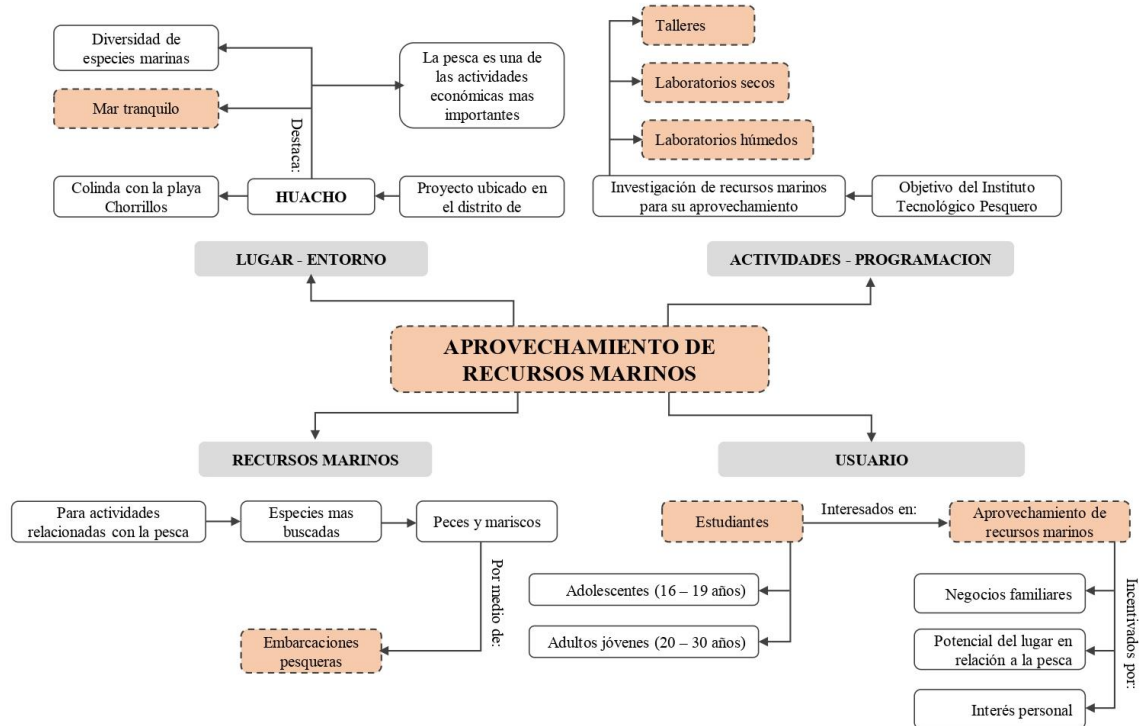 Diversidad de
especies marinas
Mar tranquilo
Destaca:
La pesca es una de
las actividades
económicas mas
importantes
Colinda con la playa
Chorrillos
HUACHO
Proyecto ubicado en
el distrito de
LUGAR - ENTORNO
Talleres
Laboratorios secos
Laboratorios húmedos
Investigación de recursos marinos
para su aprovechamiento
Objetivo del Instituto
Tecnológico Pesquero
ACTIVIDADES - PROGRAMACION
APROVECHAMIENTO DE
RECURSOS MARINOS
RECURSOS MARINOS
Para actividades
relacionadas con la pesca
Especies mas
buscadas
Peces y mariscos
Por medio de:
Embarcaciones
pesqueras
USUARIO
Estudiantes
Interesados en:
Aprovechamiento de
recursos marinos
Adolescentes (16 – 19 años)
Adultos jóvenes (20 – 30 años)
Incentivados por:
Negocios familiares
Potencial del lugar en
relación a la pesca
Interés personal